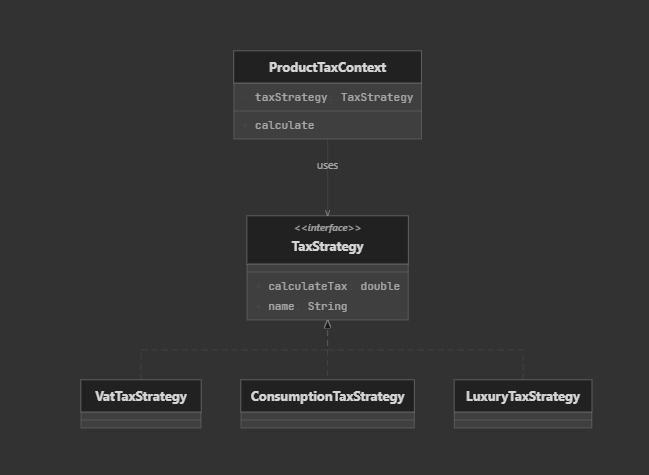 ProductTaxContext
taxStrategy TaxStrategy
calculate
uses
<<interface>>
TaxStrategy
calculateTax double
name String
VatTaxStrategy ConsumptionTaxStrategy LuxuryTaxStrategy